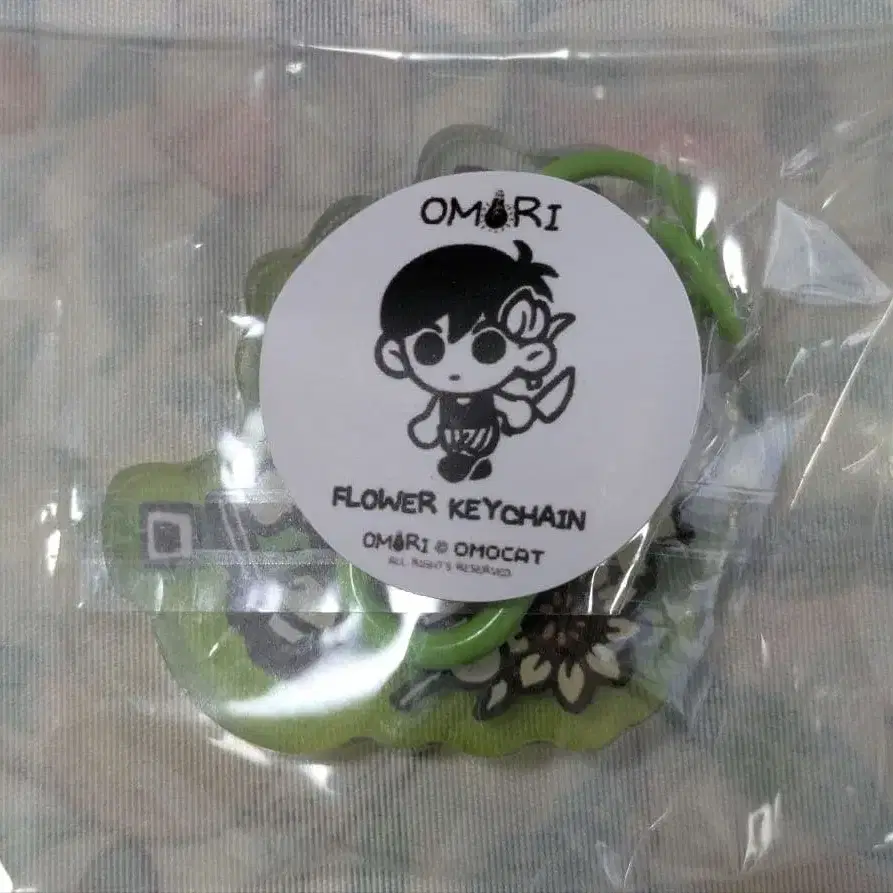 OMORI
FLOWER KEYCHAIN
OMORI © OMOCAT
ALL RIGHTS RESERVED